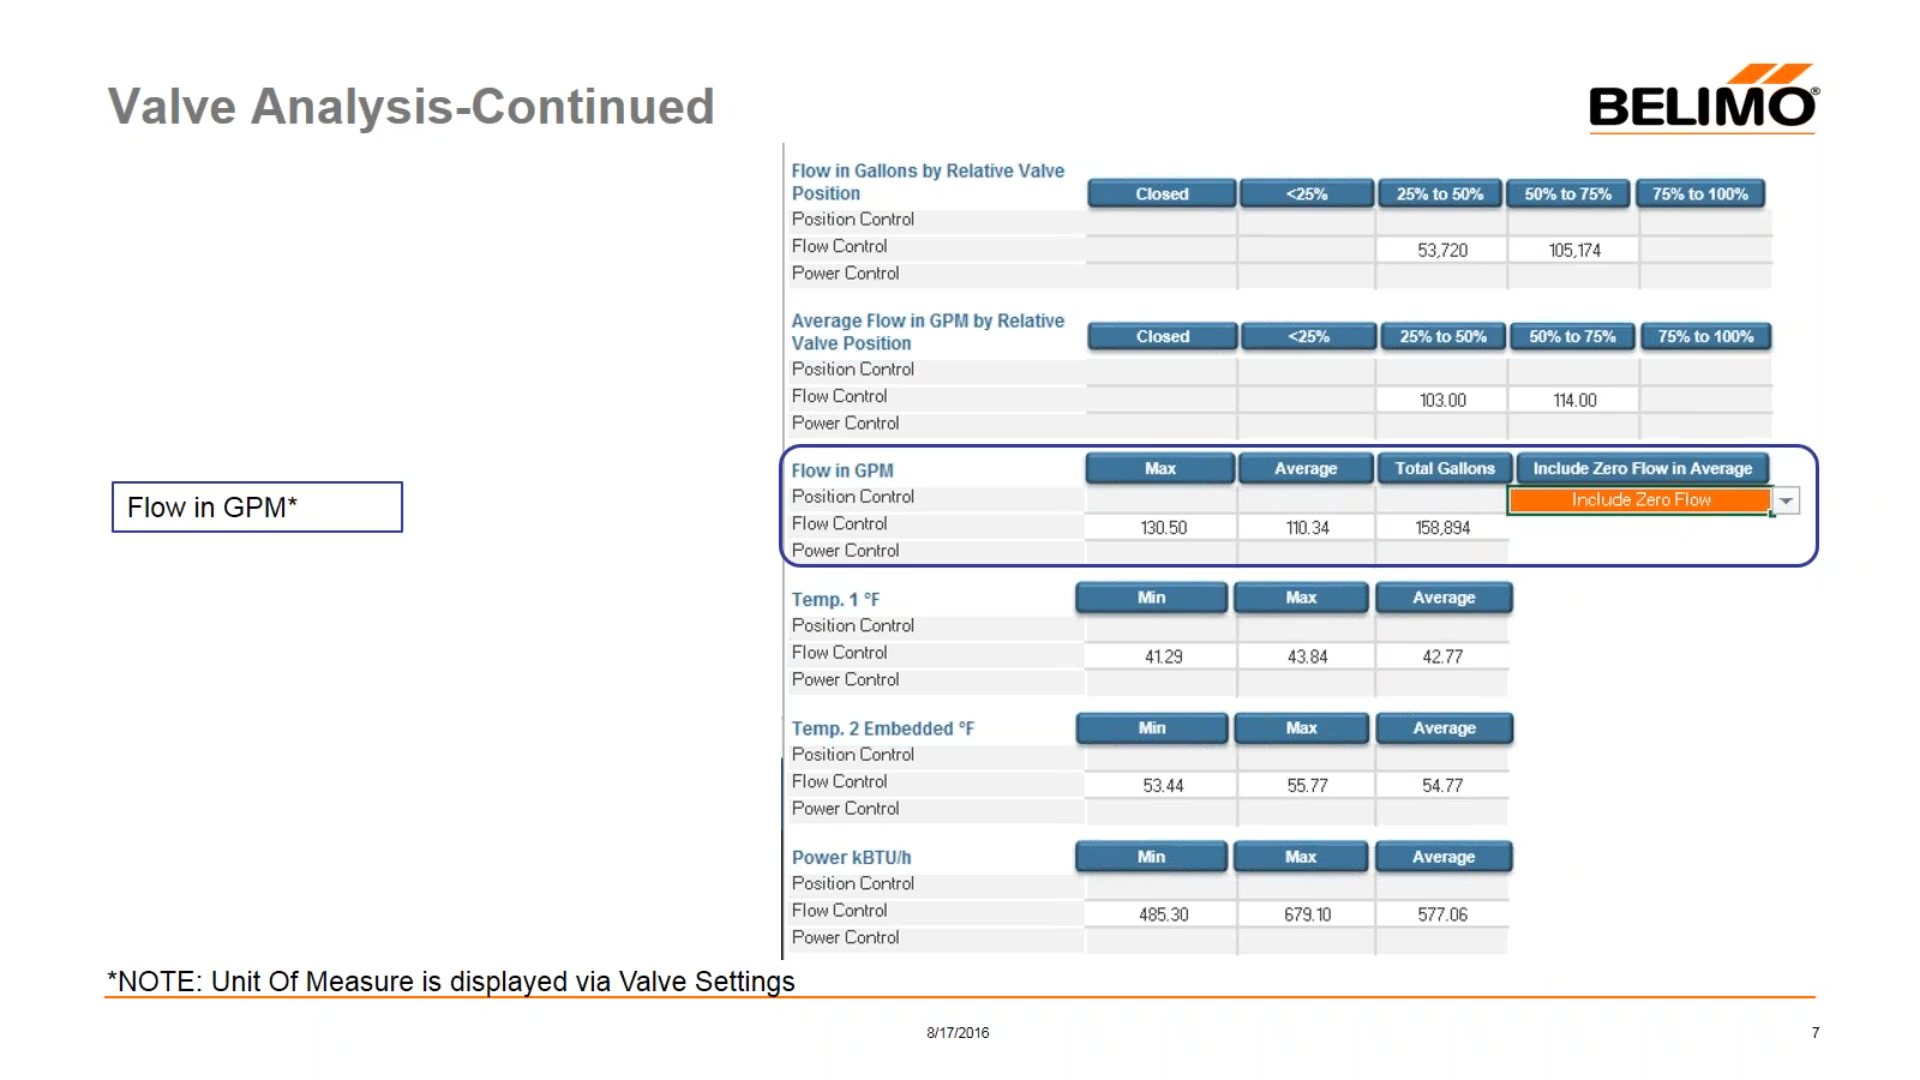 Valve Analysis-Continued
BELIMO®
Flow in Gallons by Relative Valve
Position
Closed <25% 25% to 50% 50% to 75% 75% to 100%
Position Control
Flow Control 53,720 105,174
Power Control
Average Flow in GPM by Relative
Valve Position
Closed <25% 25% to 50% 50% to 75% 75% to 100%
Position Control
Flow Control 103.00 114.00
Power Control
Flow in GPM*
Flow in GPM Max Average Total Gallons Include Zero Flow in Average
Position Control Include Zero Flow
Flow Control 130.50 110.34 158,894
Power Control
Temp. 1 °F Min Max Average
Position Control
Flow Control 41.29 43.84 42.77
Power Control
Temp. 2 Embedded °F Min Max Average
Position Control
Flow Control 53.44 55.77 54.77
Power Control
Power kBTU/h Min Max Average
Position Control
Flow Control 485.30 679.10 577.06
Power Control
*NOTE: Unit Of Measure is displayed via Valve Settings
8/17/2016
7